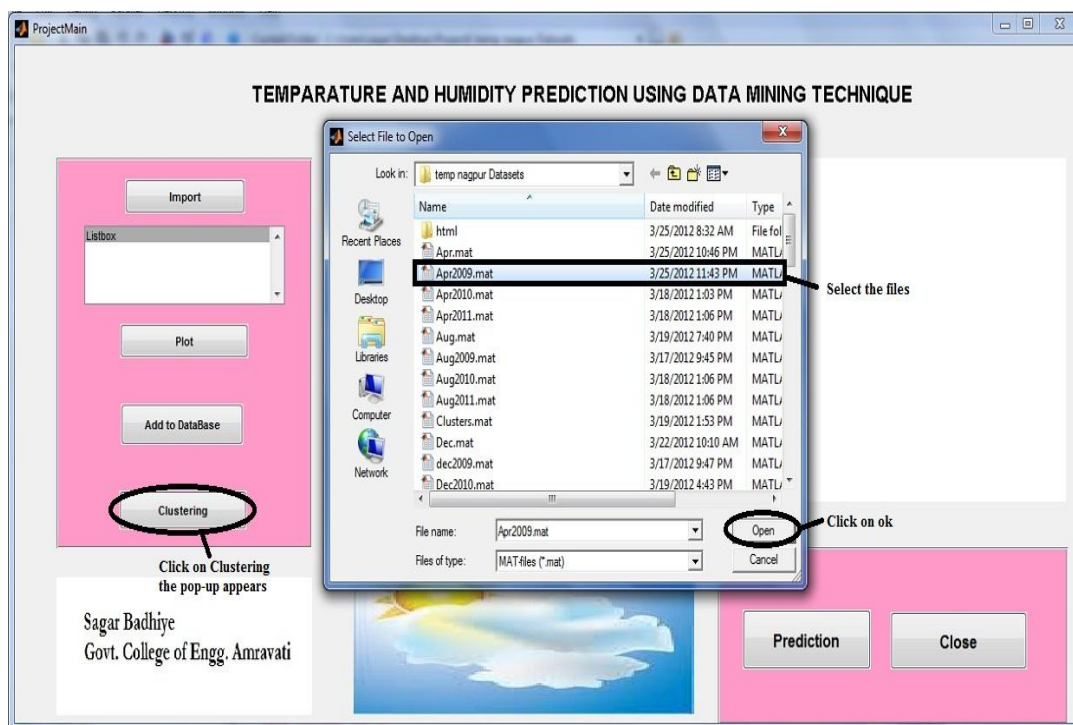 ProjectMain
TEMPARATURE AND HUMIDITY PREDICTION USING DATA MINING TECHNIQUE
Import
Listbox
Plot
Add to DataBase
Clustering
Click on Clustering
the pop-up appears
Sagar Badhiye
Govt. College of Engg. Amravati
Select File to Open
Look in: temp nagpur Datasets
Recent Places
Desktop
Libraries
Computer
Network
Name Date modified Type
html 3/25/2012 8:32 AM File fol
Apr.mat 3/25/2012 10:46 PM MATL
Apr2009.mat 3/25/2012 11:43 PM MATL
Apr2010.mat 3/18/2012 1:03 PM MATL
Apr2011.mat 3/18/2012 1:06 PM MATL
Aug.mat 3/19/2012 7:40 PM MATL
Aug2009.mat 3/17/2012 9:45 PM MATL
Aug2010.mat 3/18/2012 1:06 PM MATL
Aug2011.mat 3/18/2012 1:06 PM MATL
Clusters.mat 3/19/2012 1:53 PM MATL
Dec.mat 3/22/2012 10:10 AM MATL
dec2009.mat 3/17/2012 9:47 PM MATL
Dec2010.mat 3/19/2012 4:43 PM MATL
File name: Apr2009.mat Open
Files of type: MAT-files (*.mat) Cancel
Select the files
Click on ok
Prediction
Close